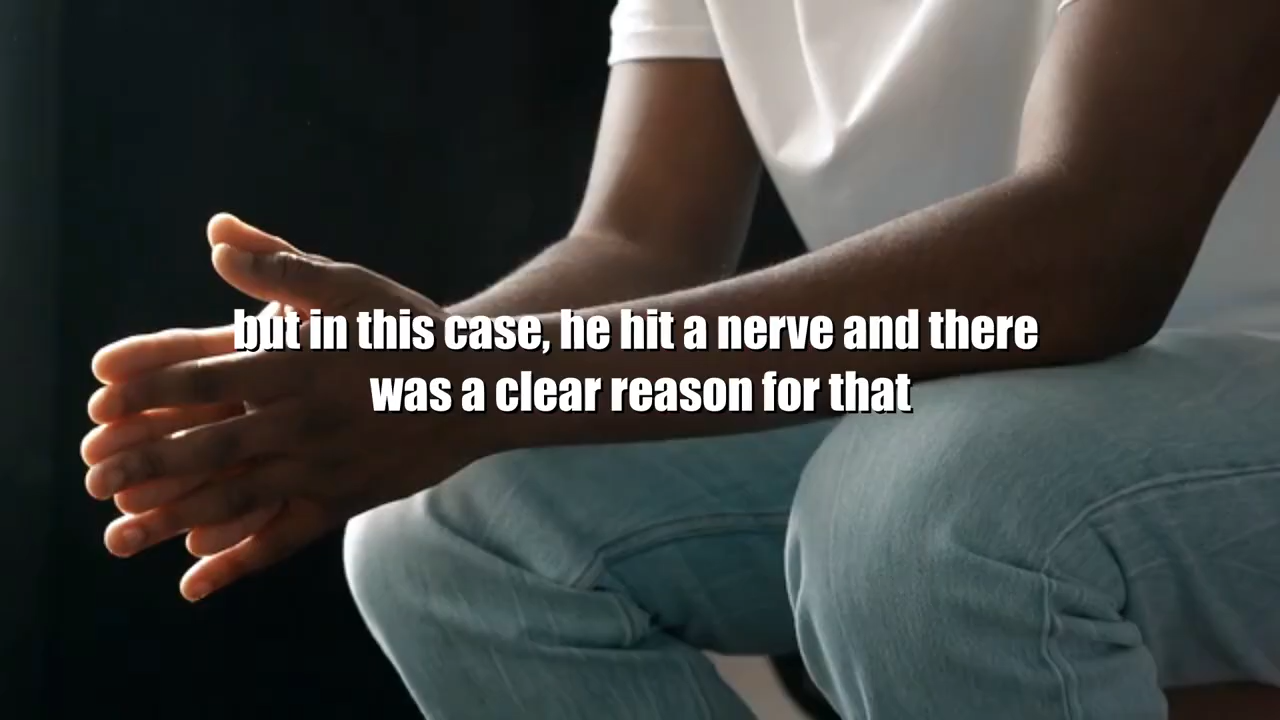 but in this case, he hit a nerve and there
was a clear reason for that